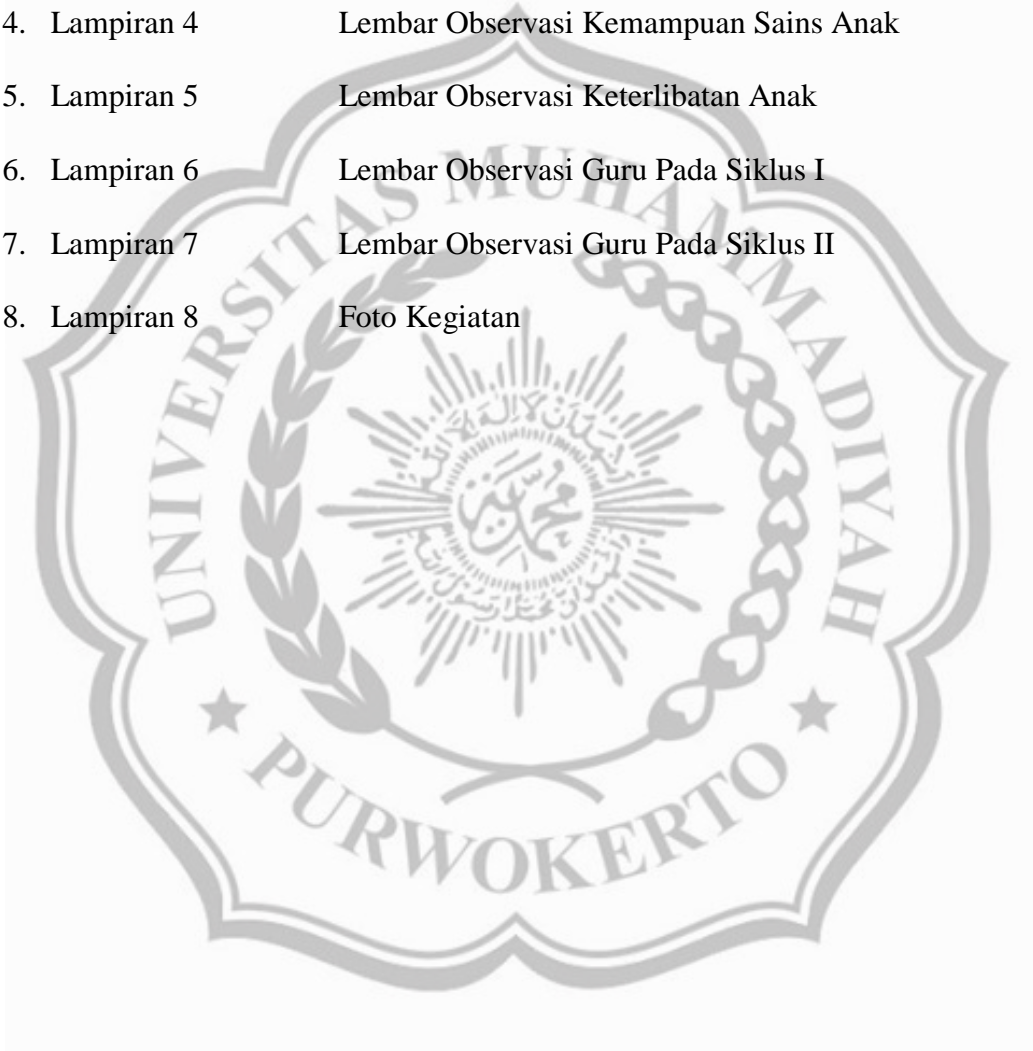 4. Lampiran 4 Lembar Observasi Kemampuan Sains Anak
5. Lampiran 5 Lembar Observasi Keterlibatan Anak
6. Lampiran 6 Lembar Observasi Guru Pada Siklus I
7. Lampiran 7 Lembar Observasi Guru Pada Siklus II
8. Lampiran 8 Foto Kegiatan
UNIVERSITAS MUHAMMADIYAH
PURWOKERTO